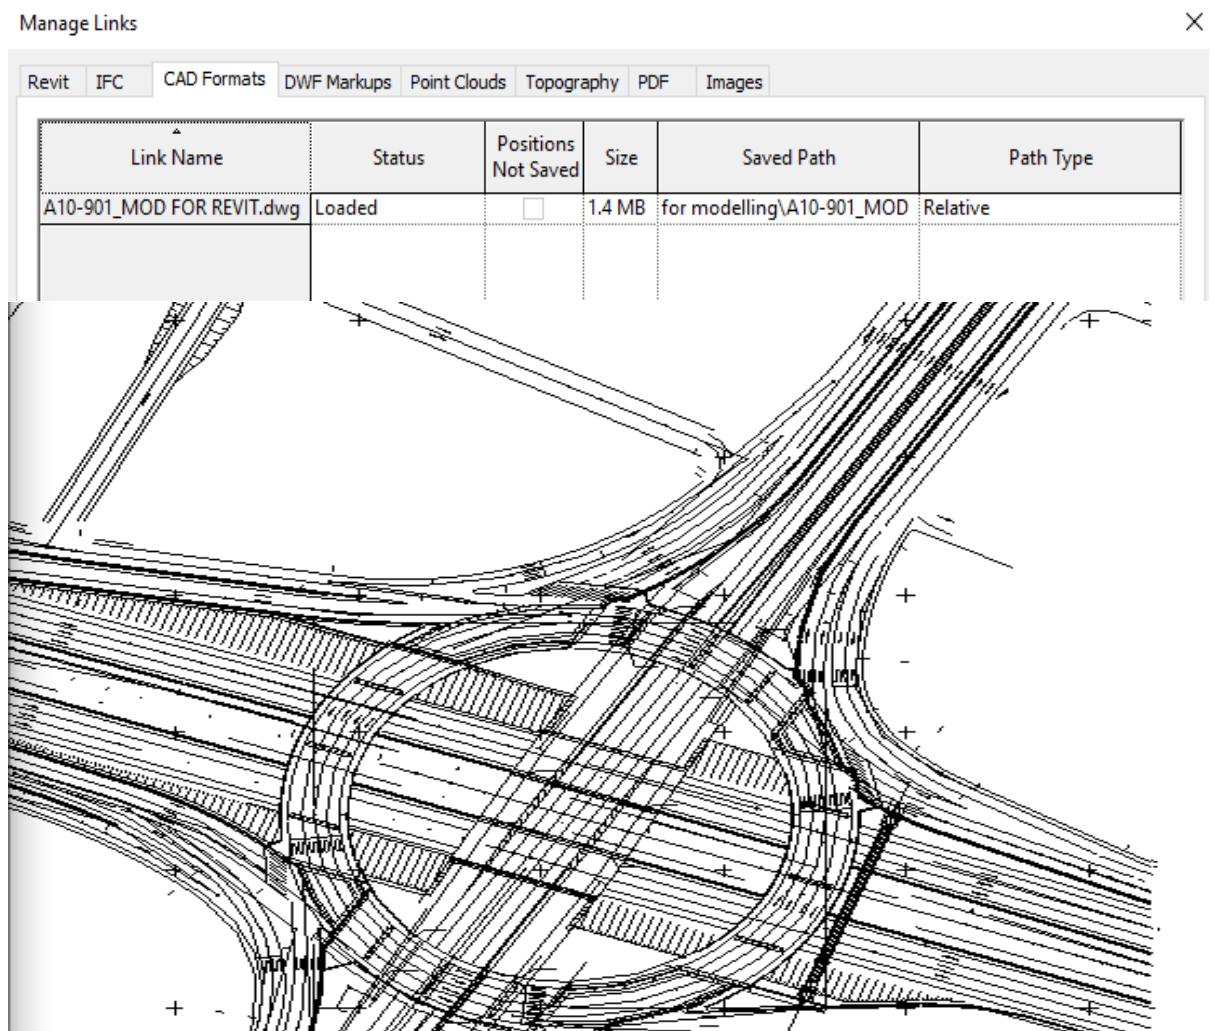 Manage Links
Revit IFC CAD Formats DWF Markups Point Clouds Topography PDF Images
Link Name Status Positions Not Saved Size Saved Path Path Type
A10-901_MOD FOR REVIT.dwg Loaded 1.4 MB for modelling\A10-901_MOD Relative